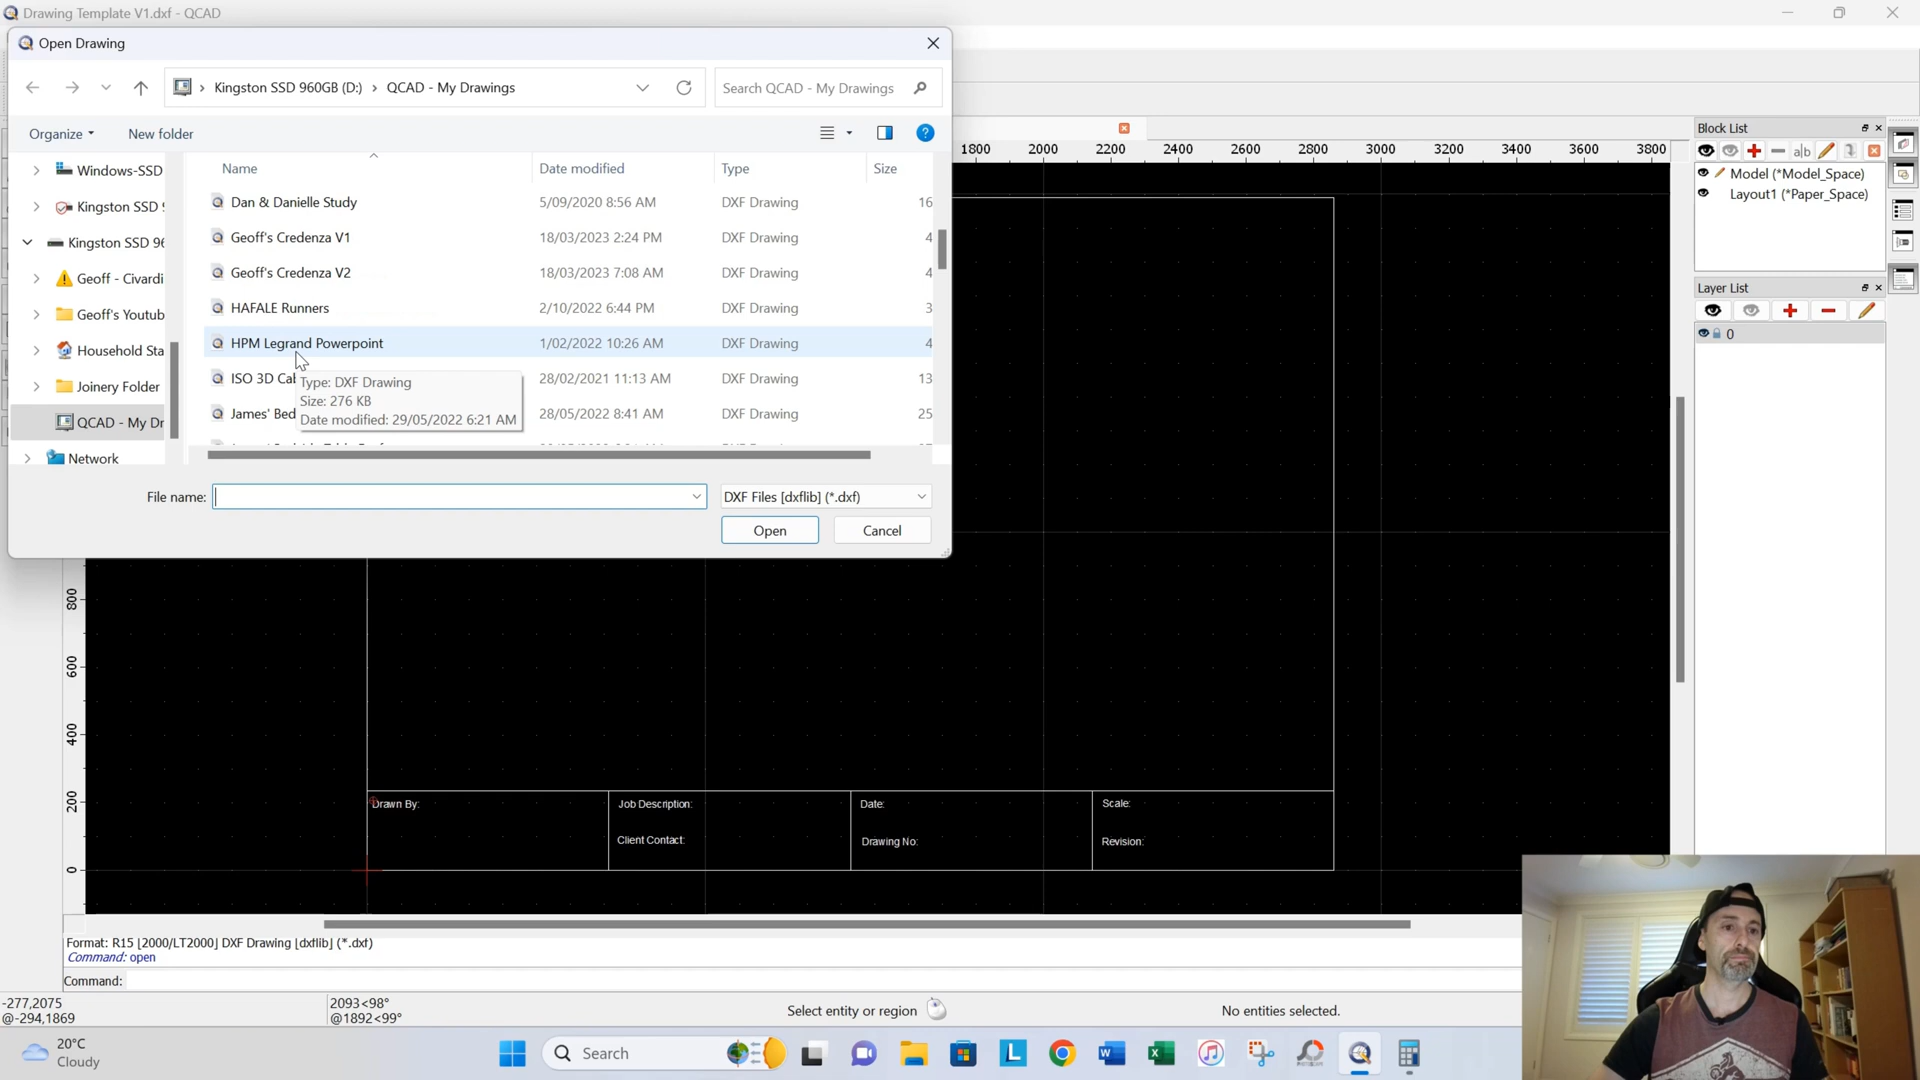 Drawing Template V1.dxf - QCAD
Open Drawing
Kingston SSD 960GB (D:) > QCAD - My Drawings
Search QCAD - My Drawings
Organize
New folder
Name
Date modified
Type
Size
Windows-SSD
Kingston SSD
Kingston SSD 96
Geoff - Civardi
Geoff's Youtub
Household Sta
Joinery Folder
QCAD - My Dr
Network
Dan & Danielle Study 5/09/2020 8:56 AM DXF Drawing 16
Geoff's Credenza V1 18/03/2023 2:24 PM DXF Drawing 4
Geoff's Credenza V2 18/03/2023 7:08 AM DXF Drawing 4
HAFALE Runners 2/10/2022 6:44 PM DXF Drawing 3
HPM Legrand Powerpoint 1/02/2022 10:26 AM DXF Drawing 4
ISO 3D Cab 28/02/2021 11:13 AM DXF Drawing 13
James' Bed 28/05/2022 8:41 AM DXF Drawing 25
Type: DXF Drawing
Size: 276 KB
Date modified: 29/05/2022 6:21 AM
File name:
DXF Files [dxflib] (*.dxf)
Open
Cancel
1800 2000 2200 2400 2600 2800 3000 3200 3400 3600 3800
Block List
a|b
Model (*Model_Space)
Layout1 (*Paper_Space)
Layer List
0
800
600
400
200
0
Drawn By:
Job Description:
Client Contact:
Date:
Drawing No:
Scale:
Revision:
Format: R15 [2000/LT2000] DXF Drawing [dxflib] (*.dxf)
Command: open
Command:
-277,2075
@-294,1869
2093<98°
@1892<99°
Select entity or region
No entities selected.
20°C
Cloudy
Search